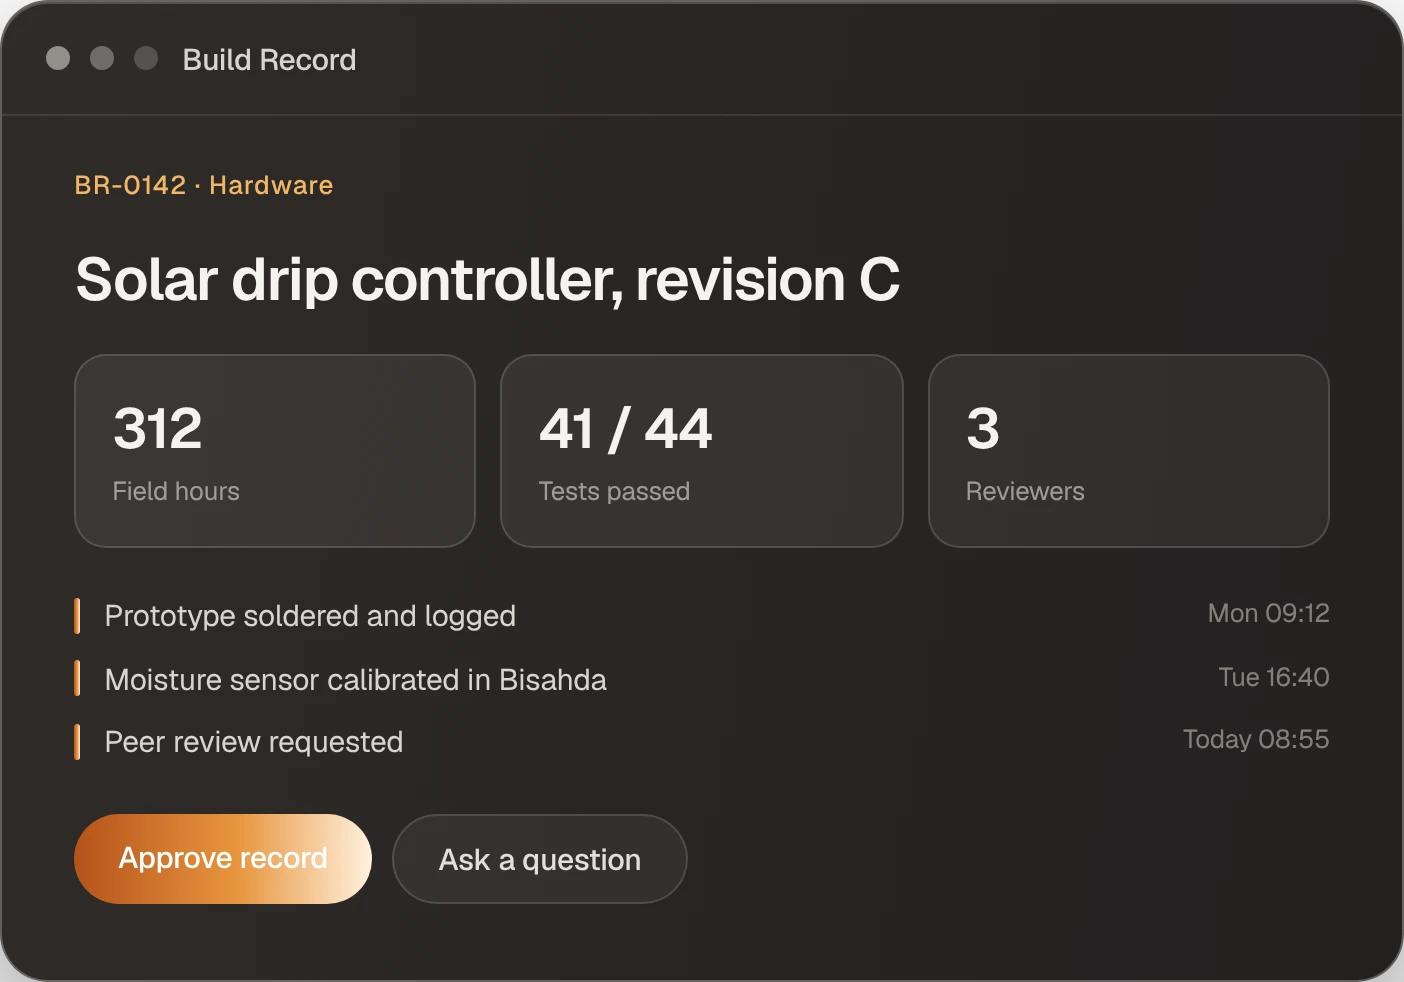 Build Record
BR-0142 · Hardware
Solar drip controller, revision C
312
Field hours
41 / 44
Tests passed
3
Reviewers
Prototype soldered and logged
Mon 09:12
Moisture sensor calibrated in Bisahda
Tue 16:40
Peer review requested
Today 08:55
Approve record
Ask a question